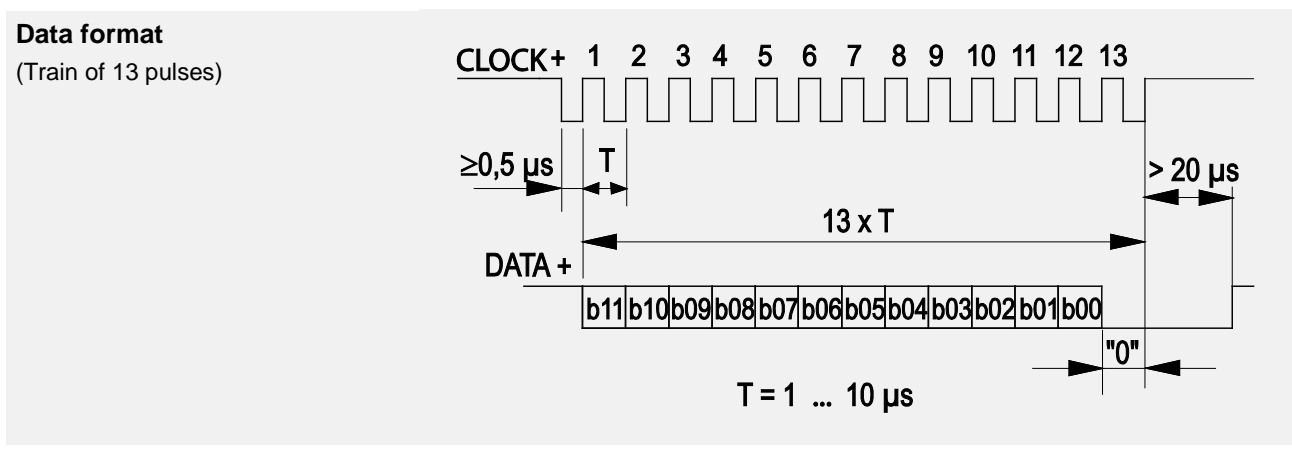 Data format
(Train of 13 pulses)
CLOCK+ 1 2 3 4 5 6 7 8 9 10 11 12 13
≥0,5 µs T > 20 µs
13 x T
DATA +
b11 b10 b09 b08 b07 b06 b05 b04 b03 b02 b01 b00
"0"
T = 1 ... 10 µs